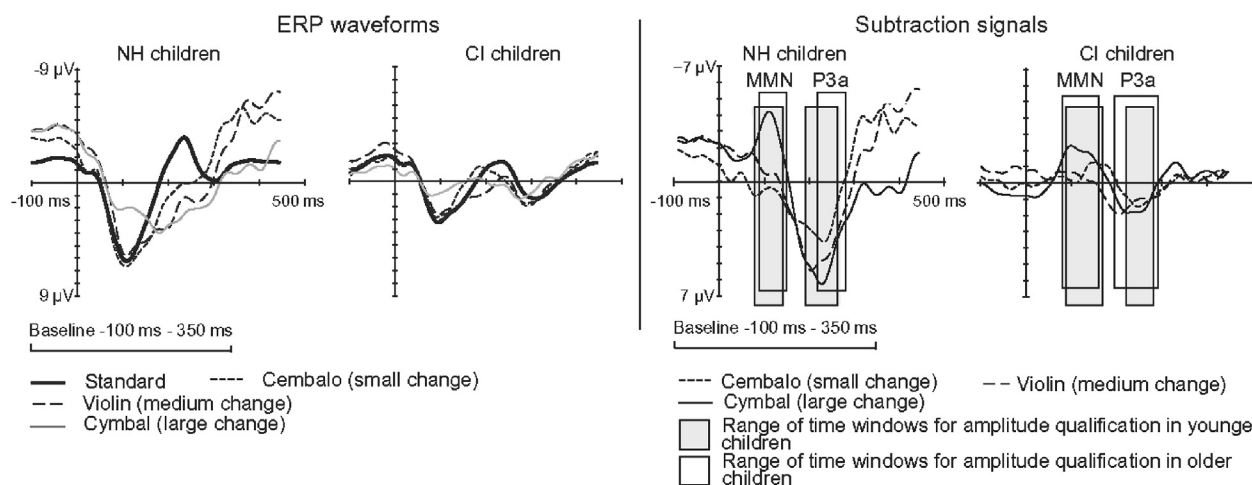 ERP waveforms
NH children
CI children
-9 µV
-100 ms
500 ms
9 µV
Baseline -100 ms - 350 ms
Standard
Cembalo (small change)
Violin (medium change)
Cymbal (large change)
Subtraction signals
NH children
CI children
MMN
P3a
MMN
P3a
–7 µV
-100 ms
500 ms
7 µV
Baseline -100 ms - 350 ms
Cembalo (small change)
Violin (medium change)
Cymbal (large change)
Range of time windows for amplitude qualification in younge
children
Range of time windows for amplitude qualification in older
children